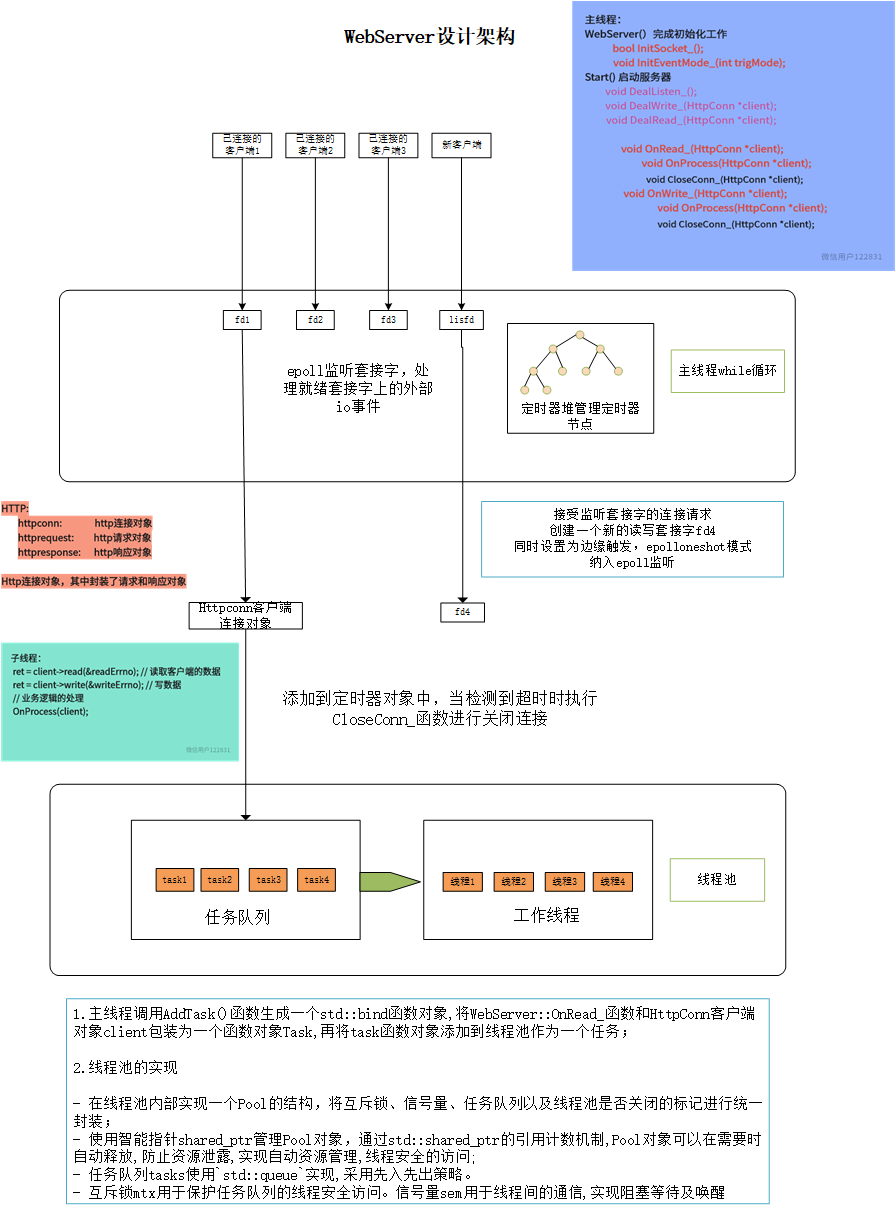 WebServer设计架构
主线程：
WebServer()  完成初始化工作
bool InitSocket_();
void InitEventMode_(int trigMode);
Start() 启动服务器
void DealListen_();
void DealWrite_(HttpConn *client);
void DealRead_(HttpConn *client);
void OnRead_(HttpConn *client);
void OnProcess(HttpConn *client);
void CloseConn_(HttpConn *client);
void OnWrite_(HttpConn *client);
void OnProcess(HttpConn *client);
void CloseConn_(HttpConn *client);
微信用户122831
已连接的
客户端1
已连接的
客户端2
已连接的
客户端3
新客户端
fd1
fd2
fd3
lisfd
epoll监听套接字，处
理就绪套接字上的外部
io事件
定时器堆管理定时器
节点
主线程while循环
HTTP:
httpconn: http连接对象
httprequest: http请求对象
httpresponse: http响应对象
Http连接对象，其中封装了请求和响应对象
接受监听套接字的连接请求
创建一个新的读写套接字fd4
同时设置为边缘触发，epolloneshot模式
纳入epoll监听
Httpconn客户端
连接对象
fd4
子线程：
ret = client->read(&readErrno); // 读取客户端的数据
ret = client->write(&writeErrno); // 写数据
// 业务逻辑的处理
OnProcess(client);
微信用户122831
添加到定时器对象中，当检测到超时时执行
CloseConn_函数进行关闭连接
task1
task2
task3
task4
任务队列
线程1
线程2
线程3
线程4
工作线程
线程池
1.主线程调用AddTask()函数生成一个std::bind函数对象,将WebServer::OnRead_函数和HttpConn客户端
对象client包装为一个函数对象Task,再将task函数对象添加到线程池作为一个任务；
2.线程池的实现
- 在线程池内部实现一个Pool的结构，将互斥锁、信号量、任务队列以及线程池是否关闭的标记进行统一
封装；
- 使用智能指针shared_ptr管理Pool对象，通过std::shared_ptr的引用计数机制,Pool对象可以在需要时
自动释放,防止资源泄露,实现自动资源管理,线程安全的访问;
- 任务队列tasks使用`std::queue`实现,采用先入先出策略。
- 互斥锁mtx用于保护任务队列的线程安全访问。信号量sem用于线程间的通信,实现阻塞等待及唤醒